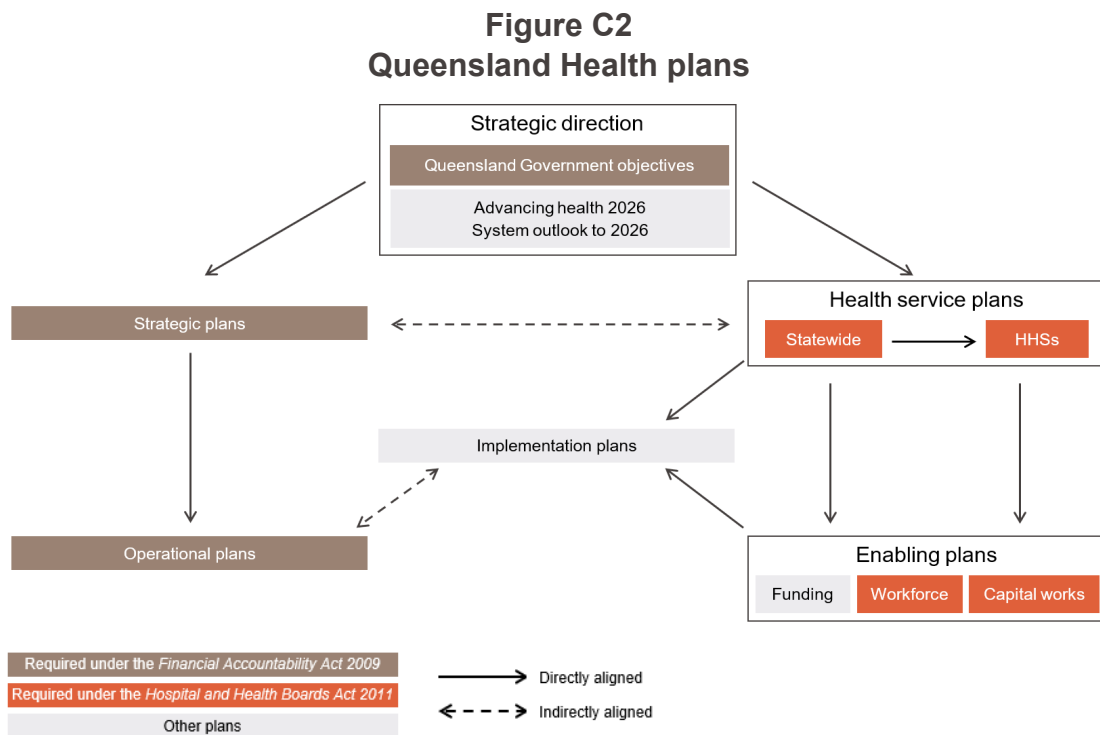 Figure C2
Queensland Health plans
Strategic direction
Queensland Government objectives
Advancing health 2026
System outlook to 2026
Strategic plans
Health service plans
Statewide
HHSs
Implementation plans
Operational plans
Enabling plans
Funding
Workforce
Capital works
Required under the Financial Accountability Act 2009
Required under the Hospital and Health Boards Act 2011
Other plans
Directly aligned
Indirectly aligned